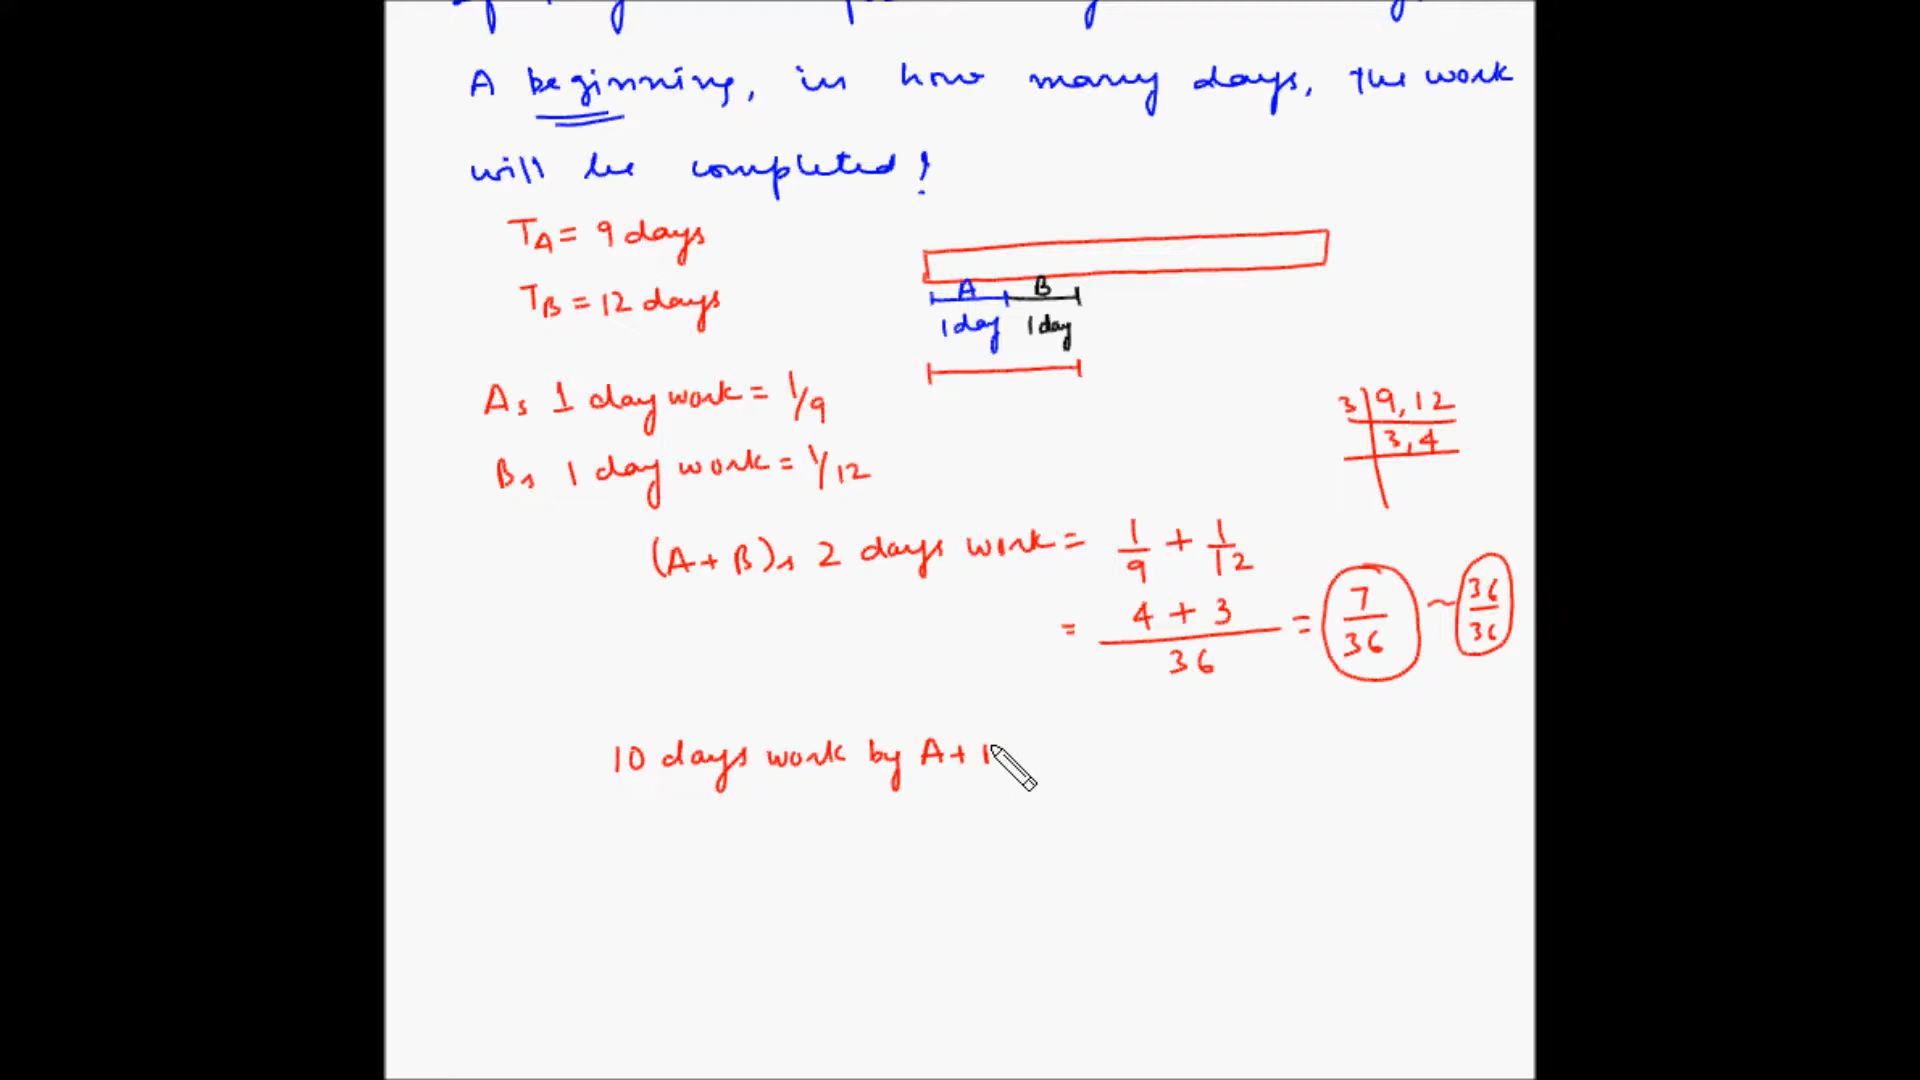 A beginning, in how many days, the work
will be completed?
TA = 9 days
TB = 12 days
A B
1 day 1 day
As 1 day work = 1/9
Bs 1 day work = 1/12
3 | 9, 12
3, 4
(A + B)s 2 days work = 1/9 + 1/12
= 4 + 3 / 36 = 7/36 ~ 36/36
10 days work by A +